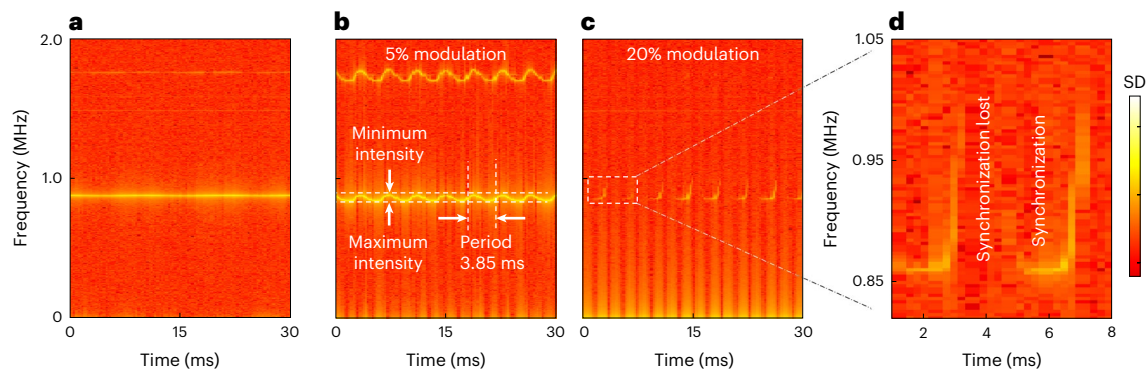 a
b
c
d
Frequency (MHz)
2.0
1.0
0
0
15
30
Time (ms)
5% modulation
Minimum
intensity
Maximum
intensity
Period
3.85 ms
0
15
30
Time (ms)
20% modulation
0
15
30
Time (ms)
Frequency (MHz)
1.05
0.95
0.85
Synchronization lost
Synchronization
2
4
6
8
Time (ms)
SD